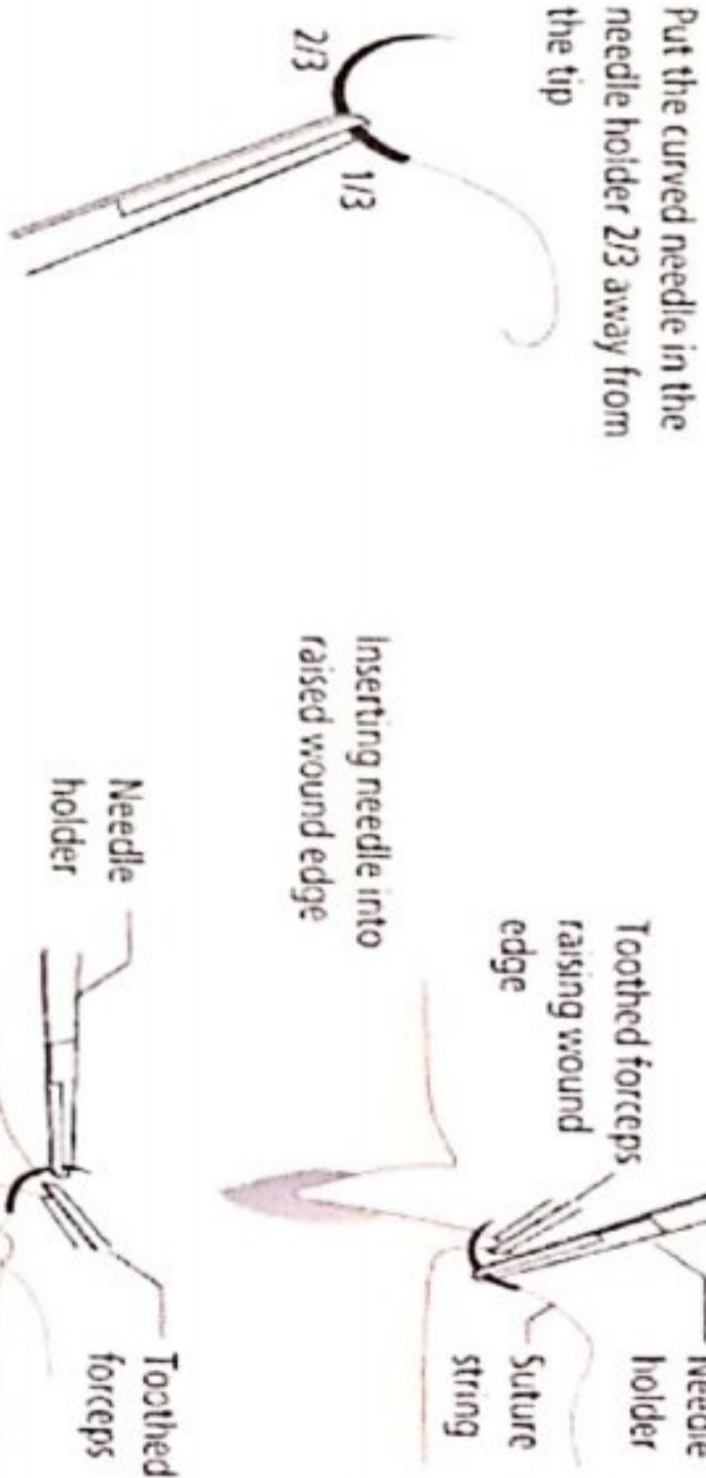 Put the curved needle in the
needle holder 2/3 away from
the tip
2/3
1/3
Inserting needle into
raised wound edge
Toothed forceps
raising wound
edge
Needle
holder
Suture
string
Needle
holder
Toothed
forceps